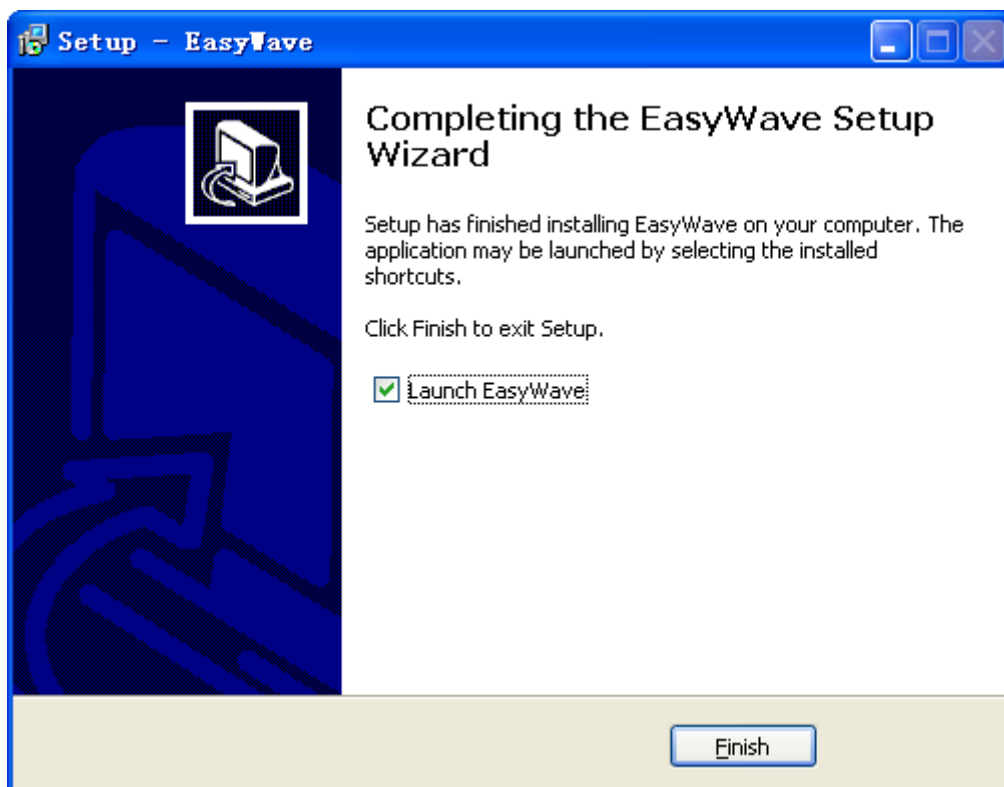 Setup - EasyWave
Completing the EasyWave Setup
Wizard
Setup has finished installing EasyWave on your computer. The
application may be launched by selecting the installed
shortcuts.
Click Finish to exit Setup.
Launch EasyWave
Finish